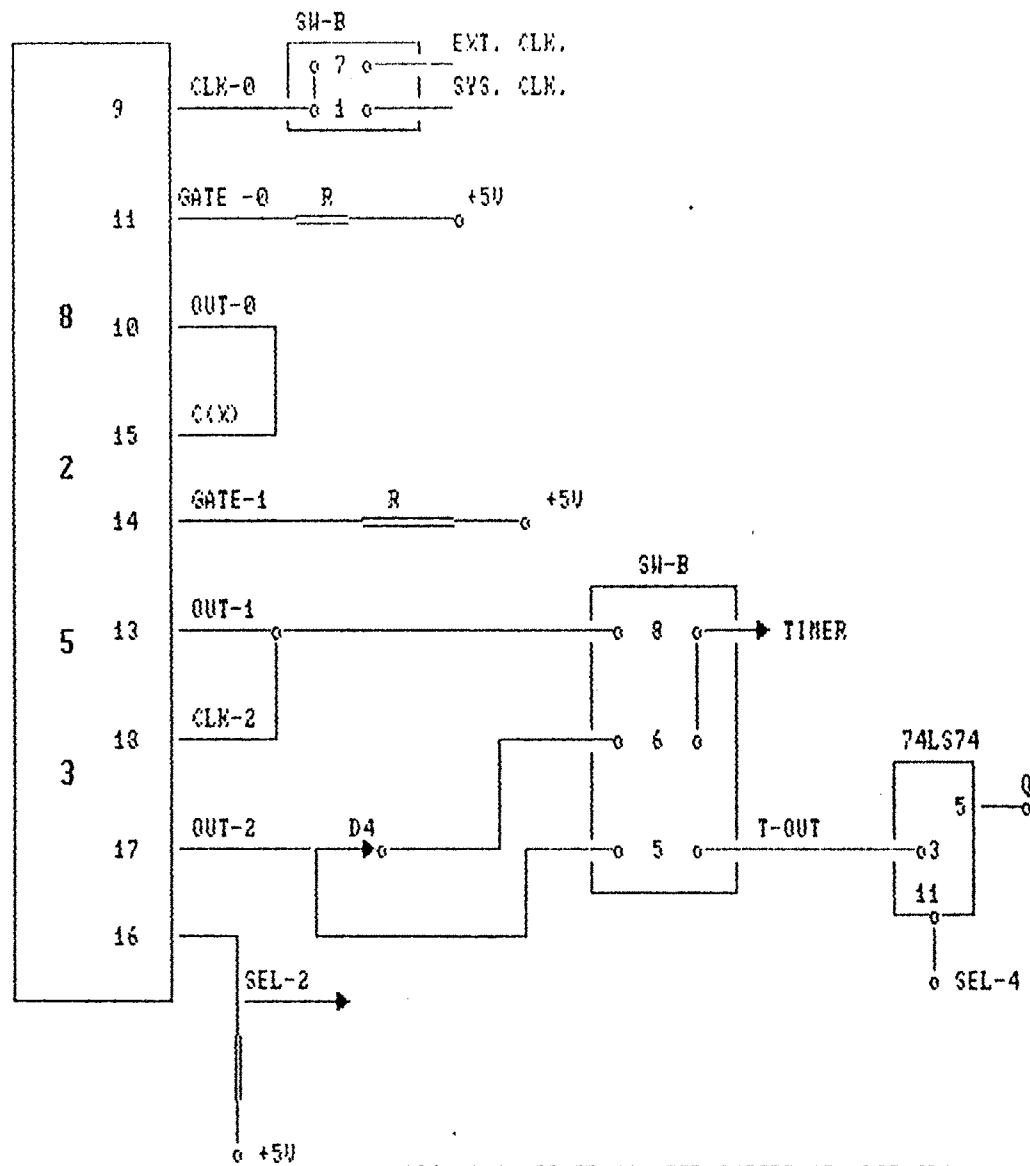 SW-B
7 EXT. CLK.
9 CLK-0 1 SYS. CLK.
11 GATE -0 R +5V
8 10 OUT-0
15 C(X)
2
14 GATE-1 R +5V
SW-B
13 OUT-1 8 TIMER
5
18 CLK-2 6 74LS74
3
5 Q
17 OUT-2 D4 5 T-OUT 3
11
16
SEL-2 SEL-4
+5V